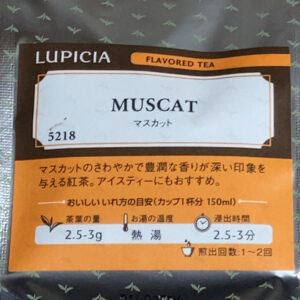 LUPICIA
FLAVORED TEA
MUSCAT
マスカット
5218
マスカットのさわやかで豊潤な香りが深い印象を
与える紅茶。アイスティーにもおすすめ。
おいしいいれ方の目安(カップ1杯分 150ml)
茶葉の量 お湯の温度 浸出時間
2.5-3g 熱湯 2.5-3分
煎出回数:1~2回